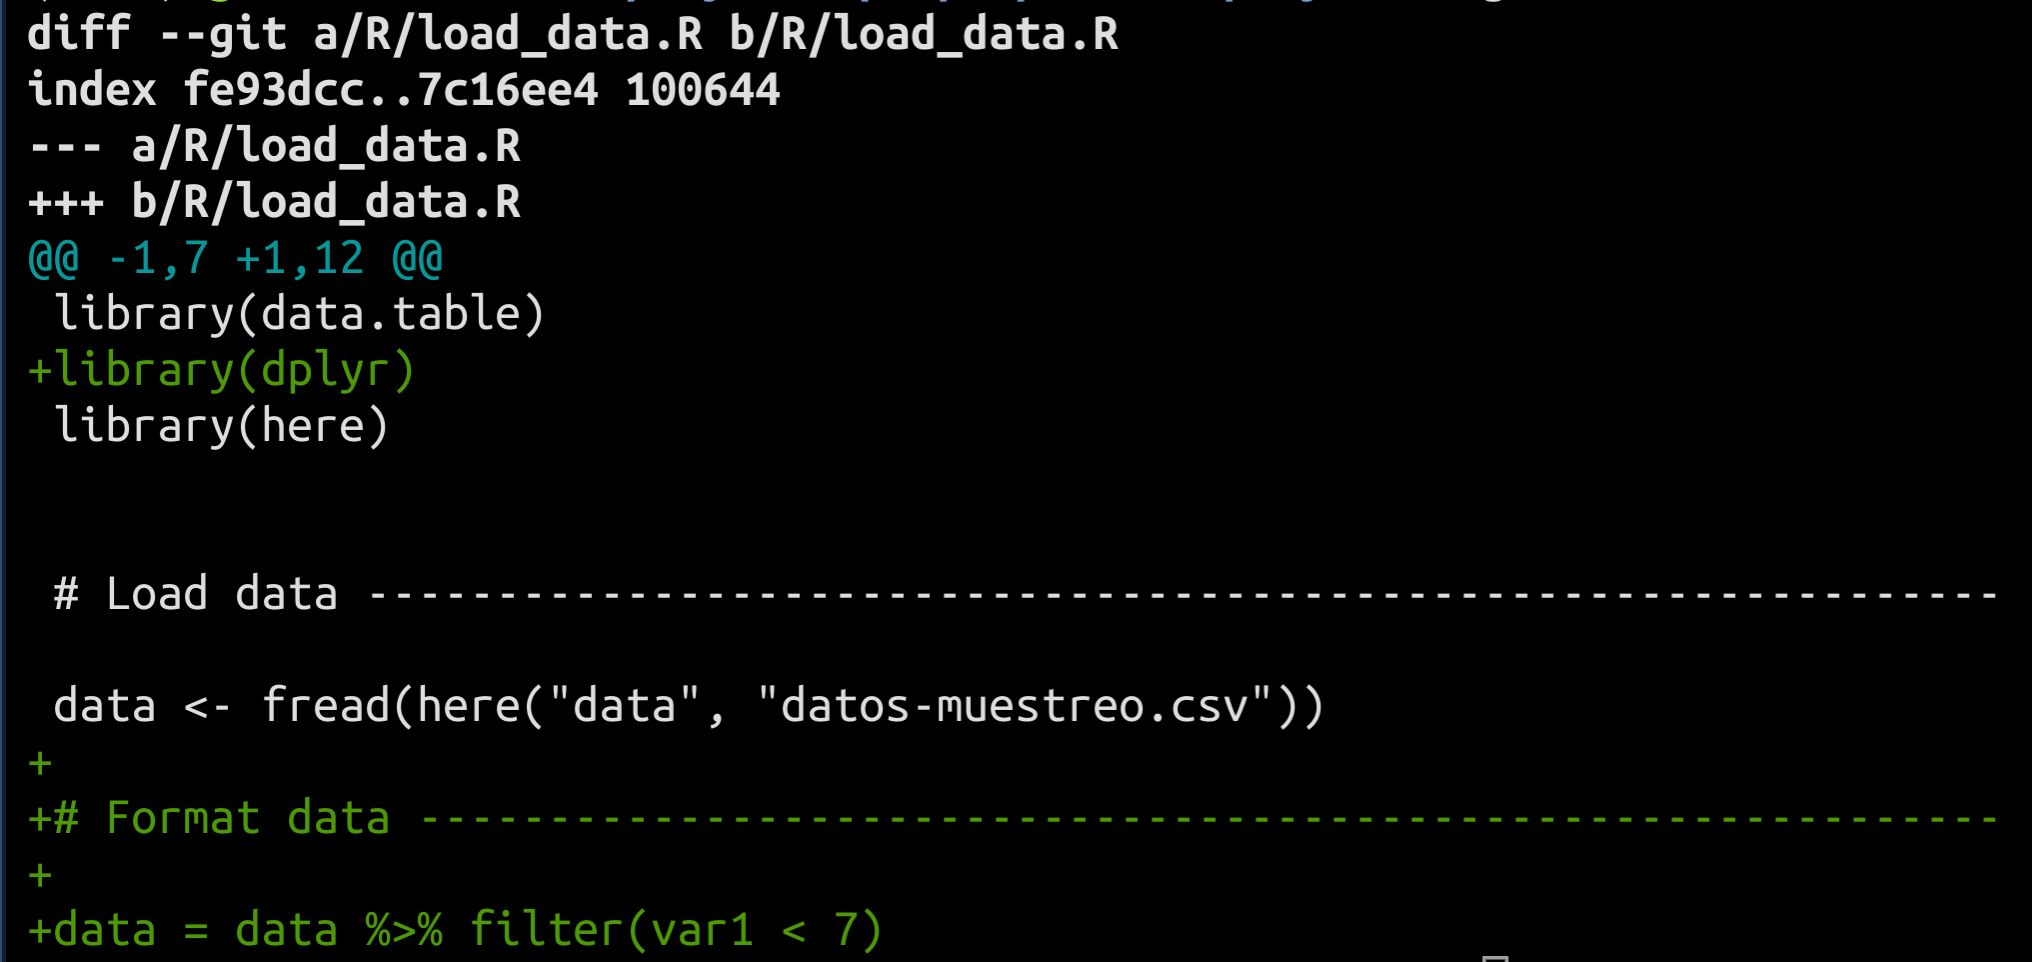 diff --git a/R/load_data.R b/R/load_data.R
index fe93dcc..7c16ee4 100644
--- a/R/load_data.R
+++ b/R/load_data.R
@@ -1,7 +1,12 @@
 library(data.table)
+library(dplyr)
 library(here)
 # Load data ---------------------------------------------------------------
 data <- fread(here("data", "datos-muestreo.csv"))
+
+# Format data -------------------------------------------------------------
+
+data = data %>% filter(var1 < 7)